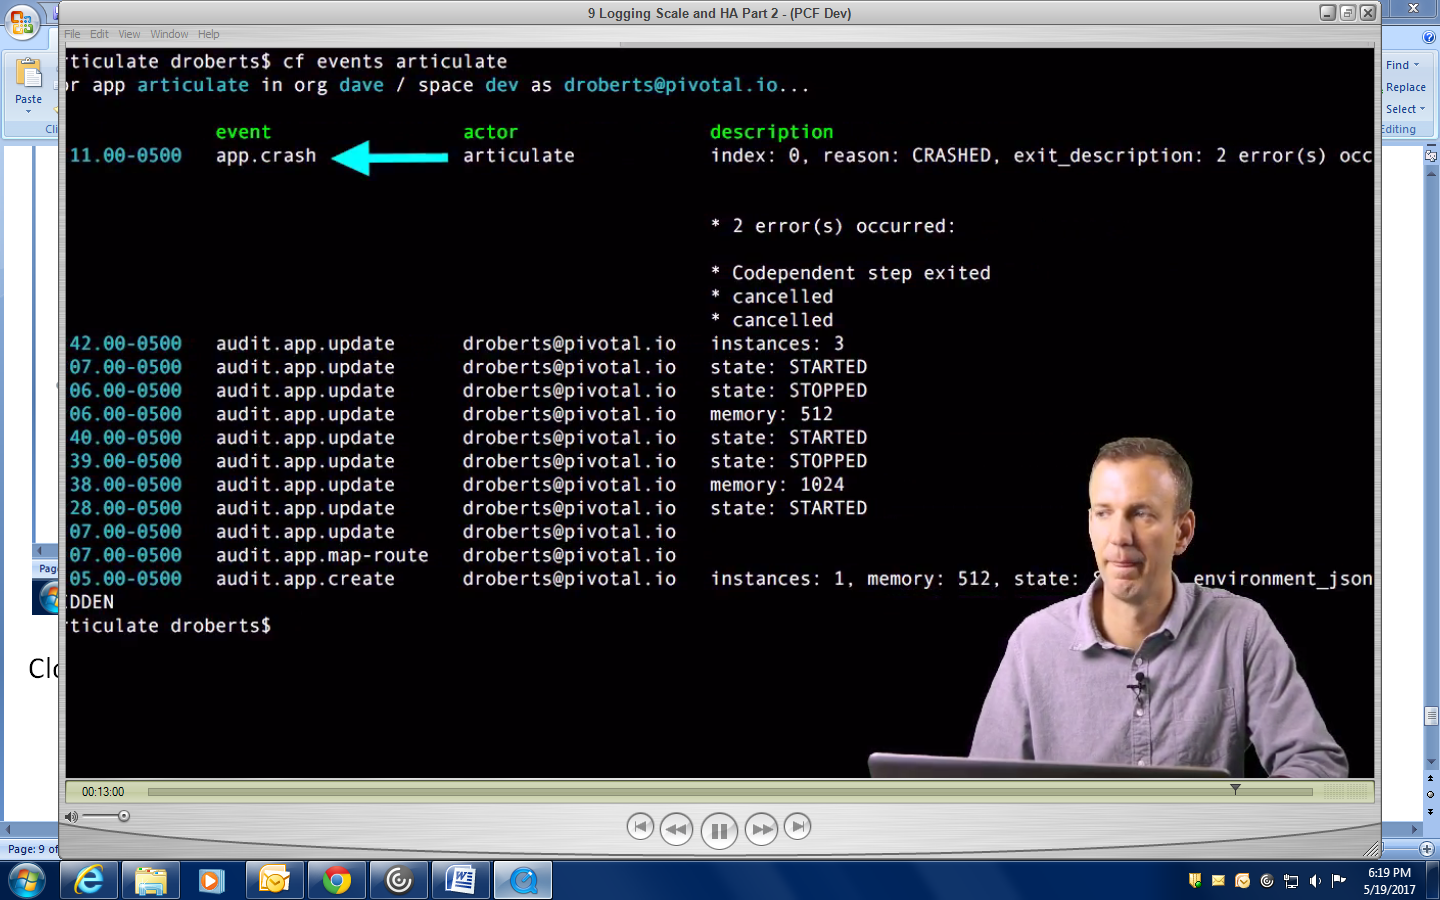 9 Logging Scale and HA Part 2 - (PCF Dev)
File Edit View Window Help
Find
Paste
Replace
Select
Editing
rticulate droberts$ cf events articulate
or app articulate in org dave / space dev as droberts@pivotal.io...
event actor description
11.00-0500 app.crash articulate index: 0, reason: CRASHED, exit_description: 2 error(s) occ
* 2 error(s) occurred:
* Codependent step exited
* cancelled
* cancelled
42.00-0500 audit.app.update droberts@pivotal.io instances: 3
07.00-0500 audit.app.update droberts@pivotal.io state: STARTED
06.00-0500 audit.app.update droberts@pivotal.io state: STOPPED
06.00-0500 audit.app.update droberts@pivotal.io memory: 512
40.00-0500 audit.app.update droberts@pivotal.io state: STARTED
39.00-0500 audit.app.update droberts@pivotal.io state: STOPPED
38.00-0500 audit.app.update droberts@pivotal.io memory: 1024
28.00-0500 audit.app.update droberts@pivotal.io state: STARTED
07.00-0500 audit.app.update droberts@pivotal.io
07.00-0500 audit.app.map-route droberts@pivotal.io
05.00-0500 audit.app.create droberts@pivotal.io instances: 1, memory: 512, state: environment_json
IDDEN
rticulate droberts$
Pag
Clo
00:13:00
Page: 9 of
6:19 PM
5/19/2017